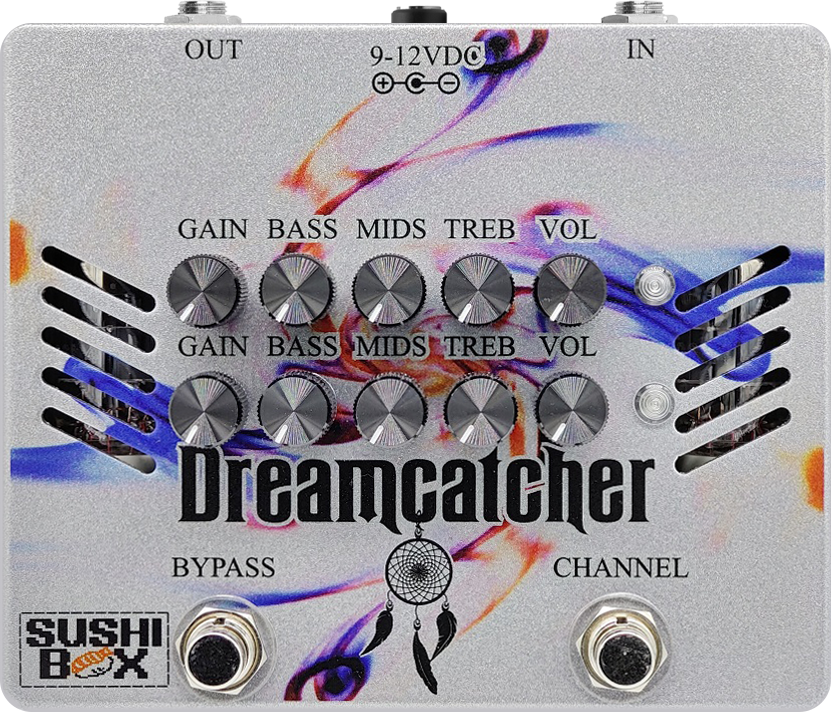 OUT
9-12VDC
IN
GAIN BASS MIDS TREB VOL
GAIN BASS MIDS TREB VOL
Dreamcatcher
BYPASS
CHANNEL
SUSHI
BOX